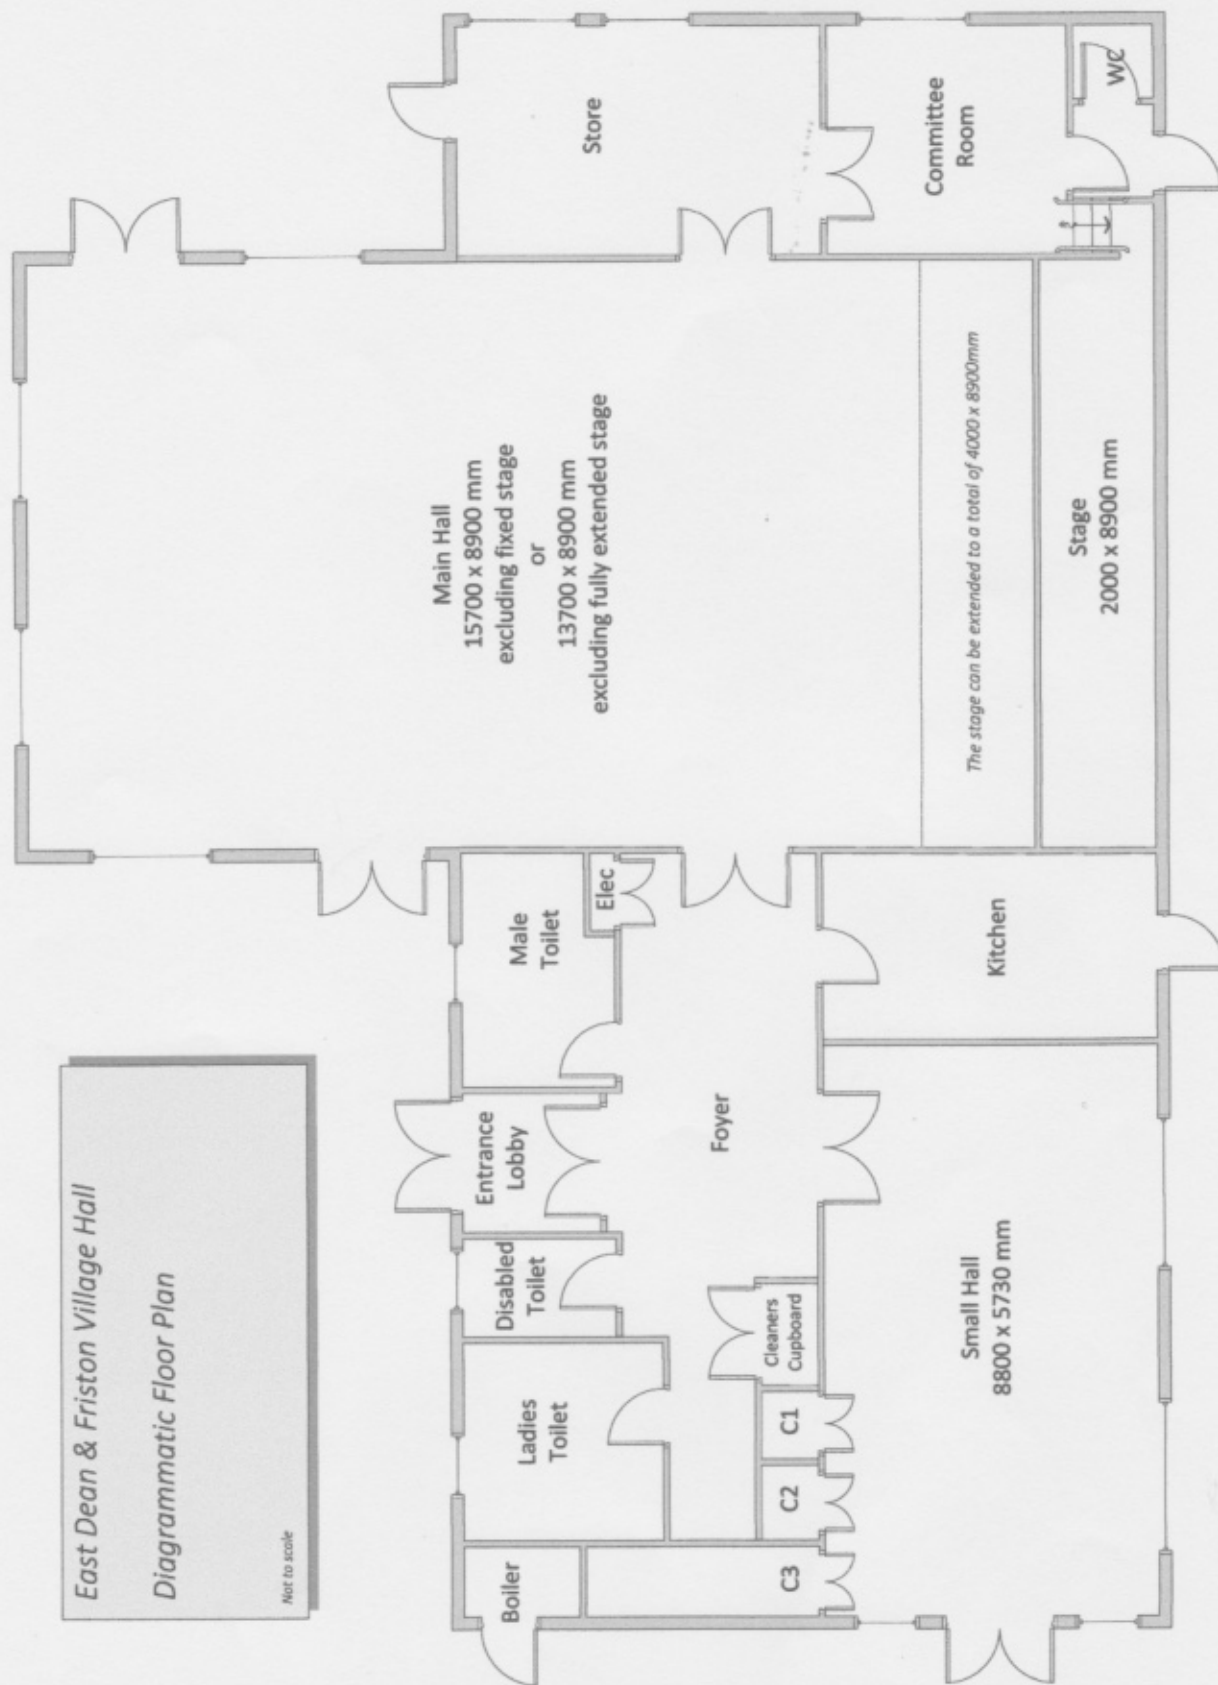 East Dean & Friston Village Hall
Diagrammatic Floor Plan
Not to scale
Boiler
Ladies
Toilet
Disabled
Toilet
Entrance
Lobby
Male
Toilet
Elec
C3
C2
C1
Cleaners
Cupboard
Foyer
Small Hall
8800 x 5730 mm
Kitchen
Main Hall
15700 x 8900 mm
excluding fixed stage
or
13700 x 8900 mm
excluding fully extended stage
The stage can be extended to a total of 4000 x 8900mm
Stage
2000 x 8900 mm
Store
Committee
Room
WC